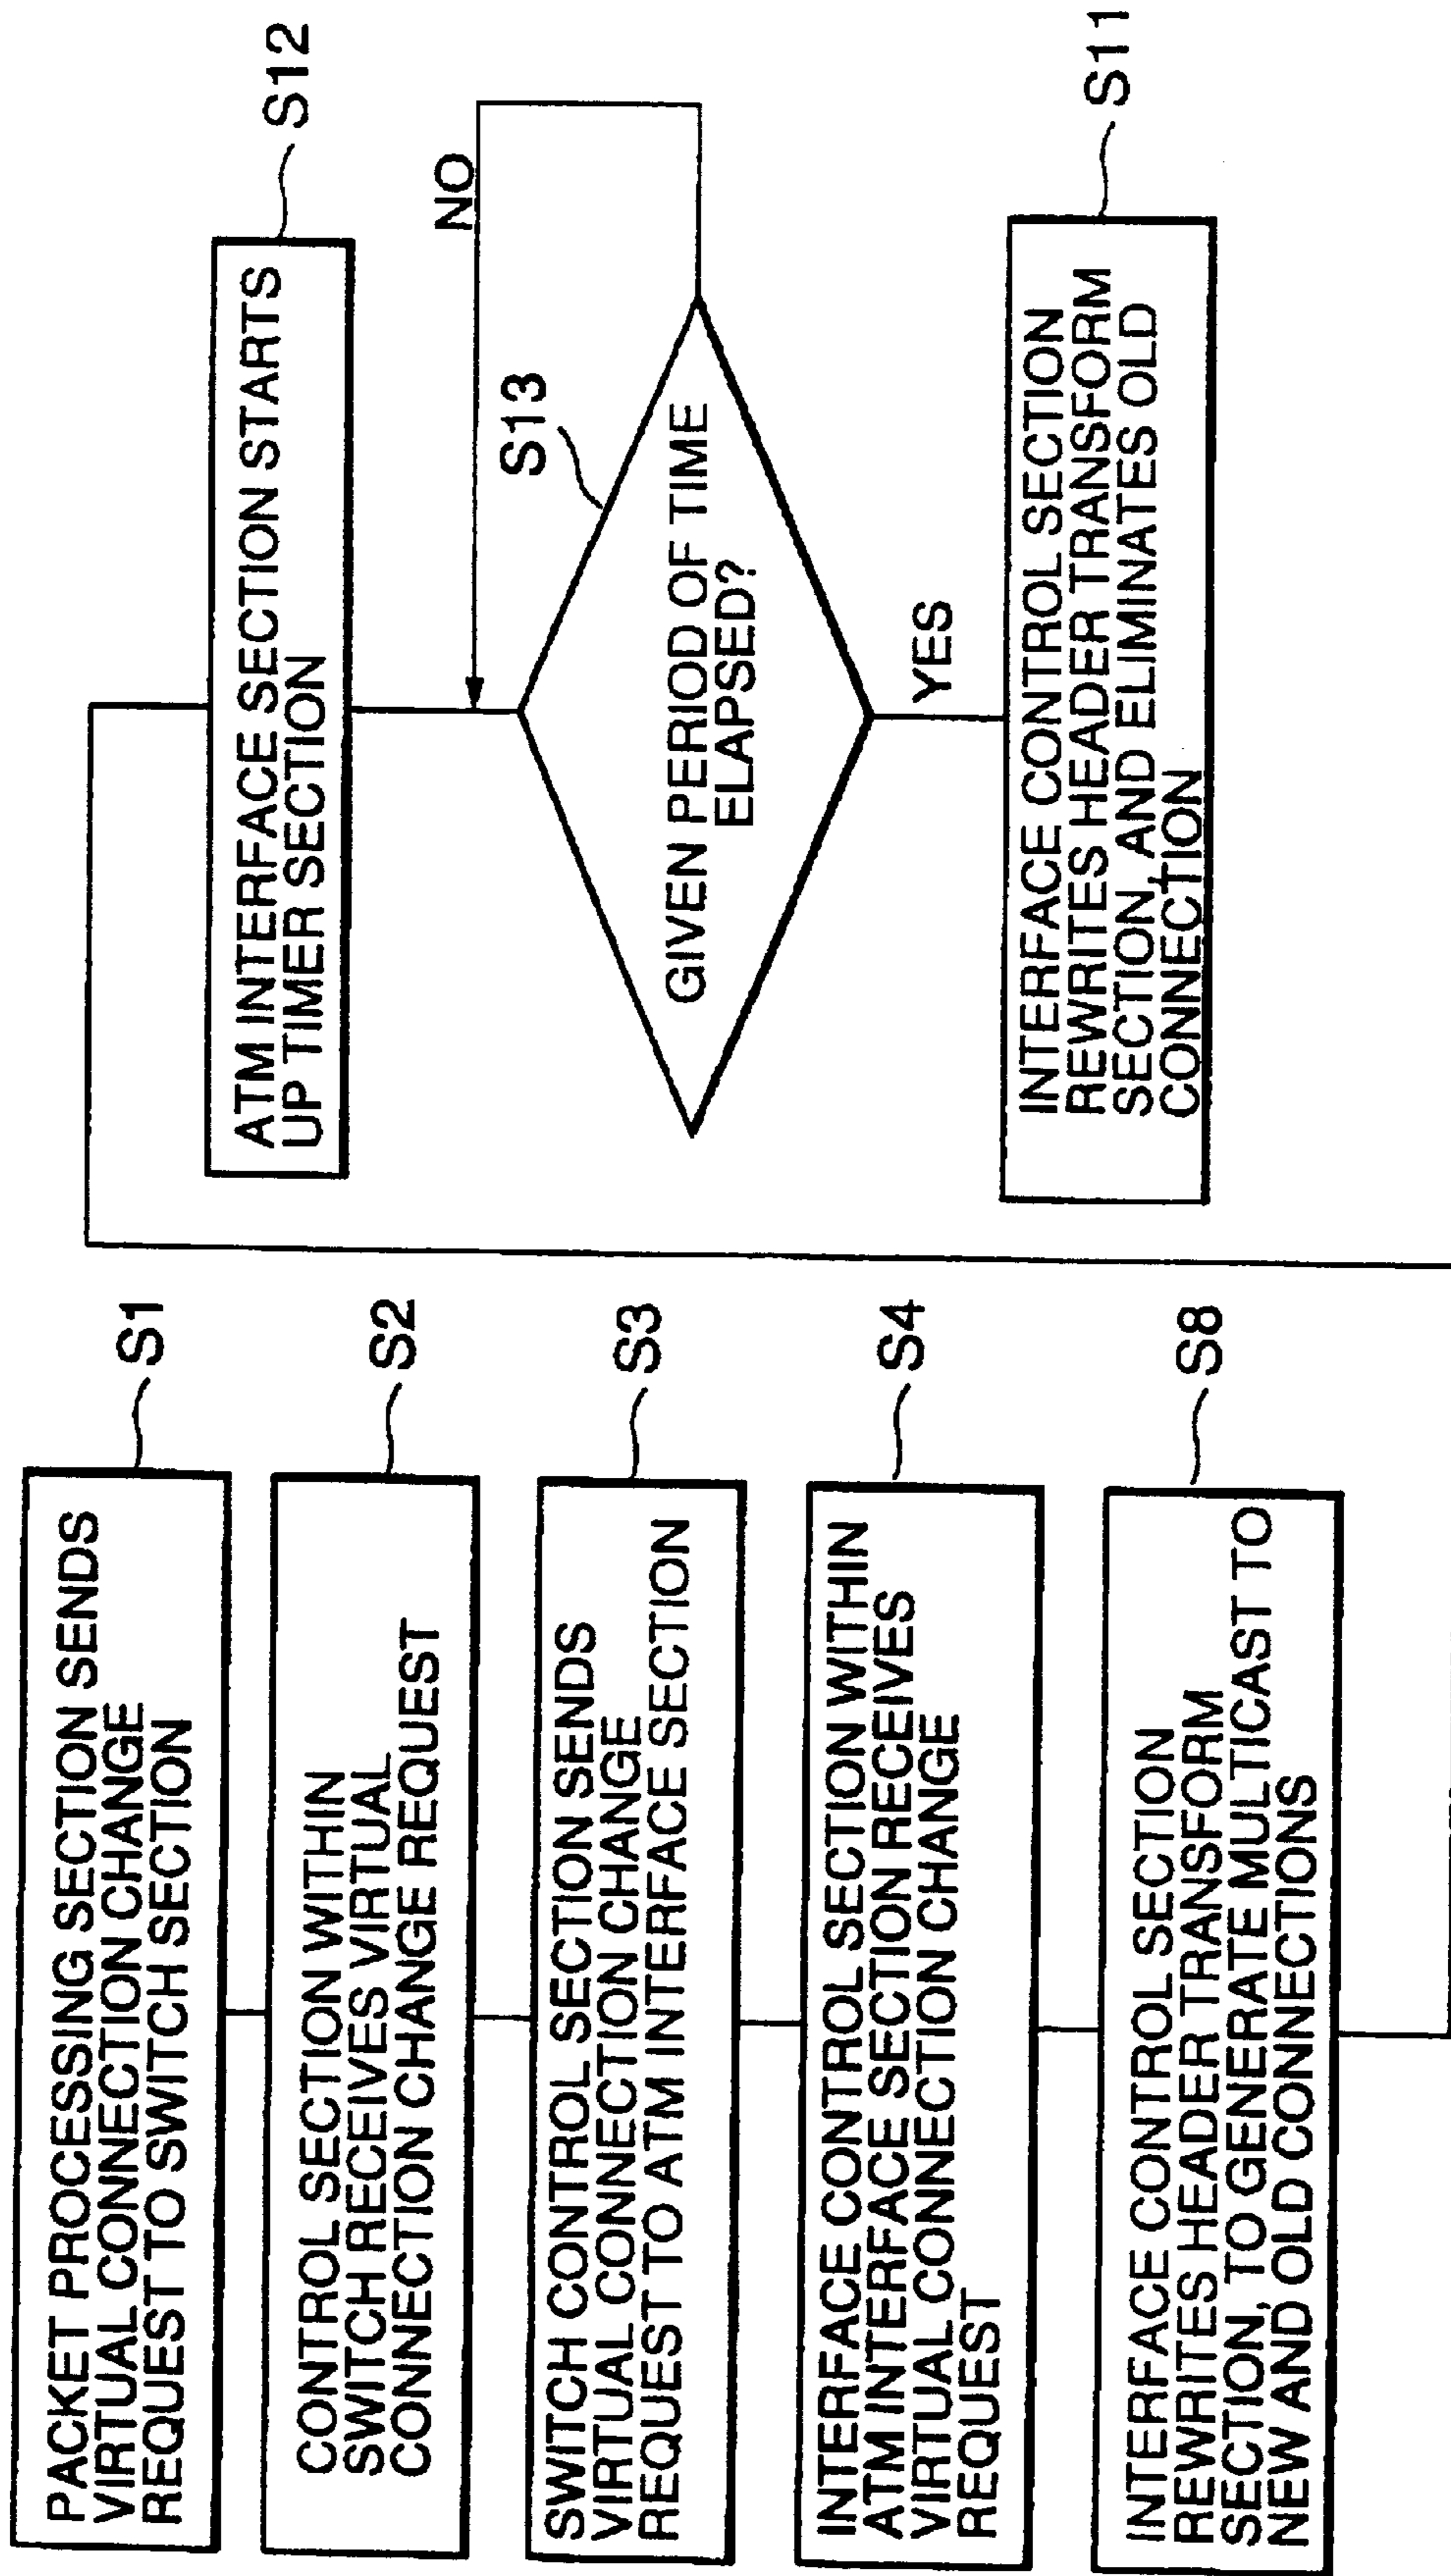 PACKET PROCESSING SECTION SENDS
VIRTUAL CONNECTION CHANGE
REQUEST TO SWITCH SECTION
S1
CONTROL SECTION WITHIN
SWITCH RECEIVES VIRTUAL
CONNECTION CHANGE REQUEST
S2
SWITCH CONTROL SECTION SENDS
VIRTUAL CONNECTION CHANGE
REQUEST TO ATM INTERFACE SECTION
S3
INTERFACE CONTROL SECTION WITHIN
ATM INTERFACE SECTION RECEIVES
VIRTUAL CONNECTION CHANGE
REQUEST
S4
INTERFACE CONTROL SECTION
REWRITES HEADER TRANSFORM
SECTION, TO GENERATE MULTICAST TO
NEW AND OLD CONNECTIONS
S8
ATM INTERFACE SECTION STARTS
UP TIMER SECTION
S12
NO
S13
GIVEN PERIOD OF TIME
ELAPSED?
YES
INTERFACE CONTROL SECTION
REWRITES HEADER TRANSFORM
SECTION, AND ELIMINATES OLD
CONNECTION
S11